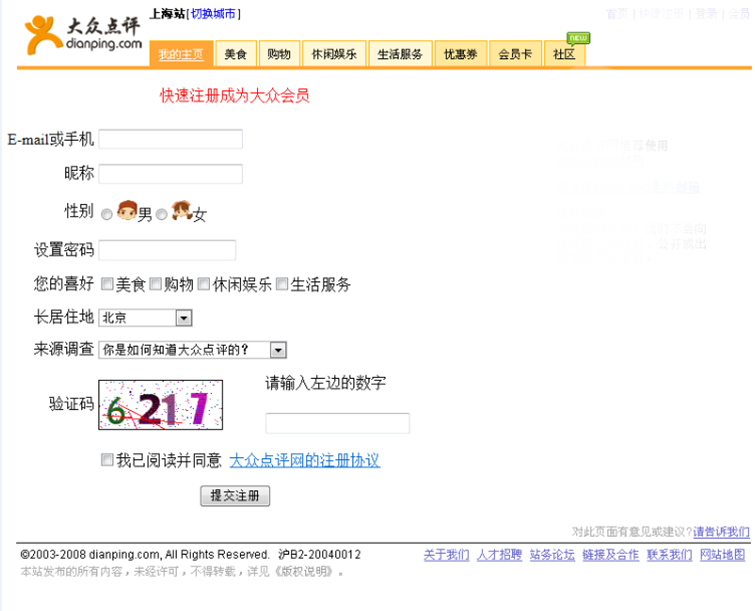 大众点评
dianping.com
上海站[切换城市]
首页 | 快速注册 | 登录 | 会员
我的主页 美食 购物 休闲娱乐 生活服务 优惠券 会员卡 社区 NEW
快速注册成为大众会员
E-mail或手机
昵称
性别 男 女
设置密码
您的喜好 美食 购物 休闲娱乐 生活服务
长居住地 北京
来源调查 你是如何知道大众点评的?
验证码 6217 请输入左边的数字
我已阅读并同意 大众点评网的注册协议
提交注册
对此页面有意见或建议?请告诉我们
©2003-2008 dianping.com, All Rights Reserved. 沪B2-20040012 关于我们 人才招聘 站务论坛 链接及合作 联系我们 网站地图
本站发布的所有内容，未经许可，不得转载，详见《版权说明》。